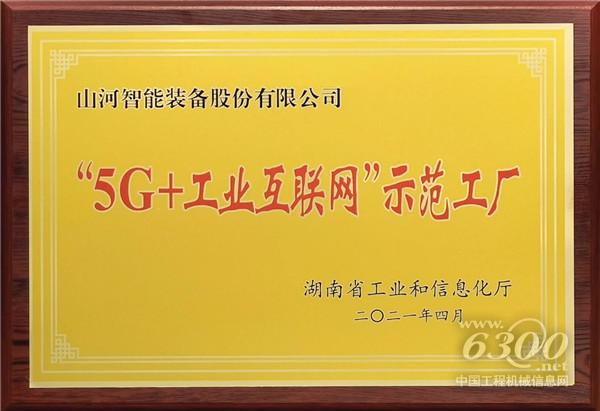 山河智能装备股份有限公司
“5G+工业互联网”示范工厂
湖南省工业和信息化厅
二〇二一年四月
www.6300.net
中国工程机械信息网